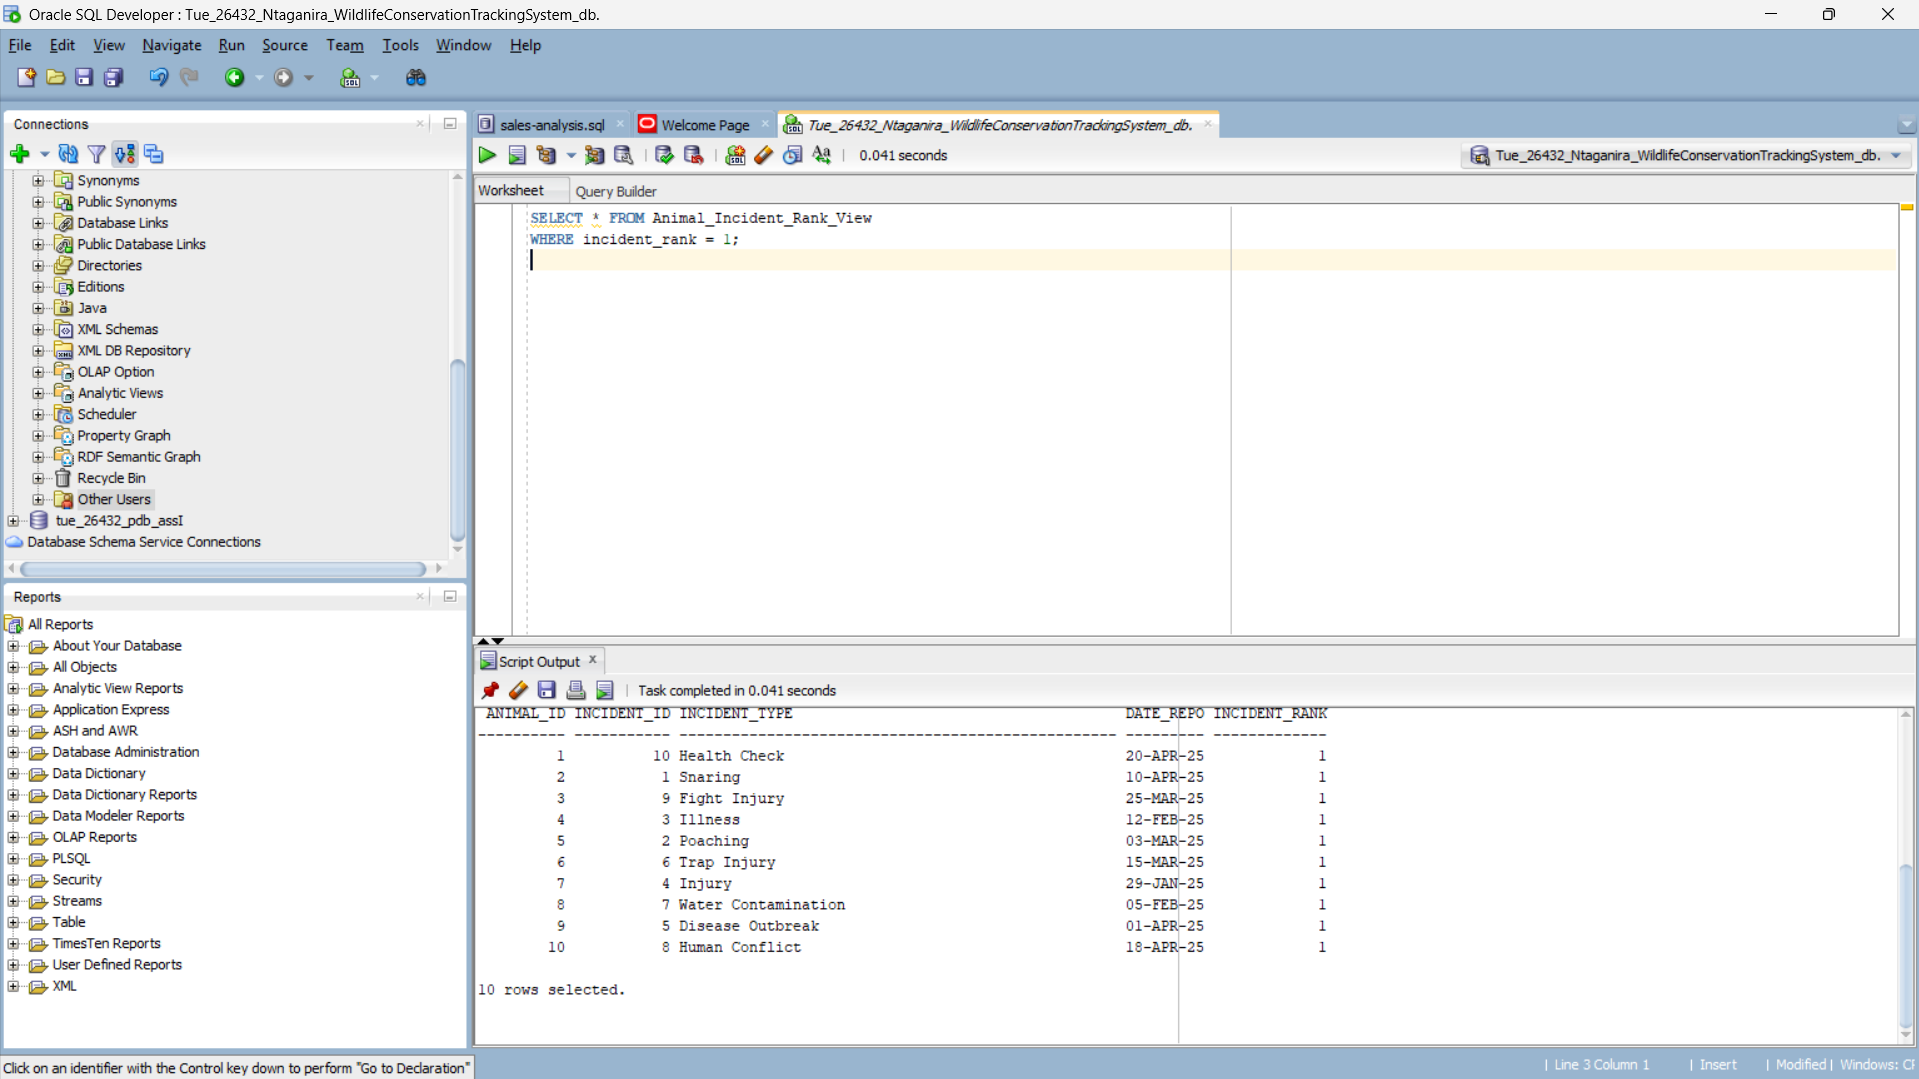 Oracle SQL Developer : Tue_26432_Ntaganira_WildlifeConservationTrackingSystem_db.
File Edit View Navigate Run Source Team Tools Window Help
Connections
Synonyms
Public Synonyms
Database Links
Public Database Links
Directories
Editions
Java
XML Schemas
XML DB Repository
OLAP Option
Analytic Views
Scheduler
Property Graph
RDF Semantic Graph
Recycle Bin
Other Users
tue_26432_pdb_assI
Database Schema Service Connections
Reports
All Reports
About Your Database
All Objects
Analytic View Reports
Application Express
ASH and AWR
Database Administration
Data Dictionary
Data Dictionary Reports
Data Modeler Reports
OLAP Reports
PLSQL
Security
Streams
Table
TimesTen Reports
User Defined Reports
XML
sales-analysis.sql Welcome Page Tue_26432_Ntaganira_WildlifeConservationTrackingSystem_db.
0.041 seconds Tue_26432_Ntaganira_WildlifeConservationTrackingSystem_db.
Worksheet Query Builder
SELECT * FROM Animal_Incident_Rank_View
WHERE incident_rank = 1;
Script Output
Task completed in 0.041 seconds
ANIMAL_ID INCIDENT_ID INCIDENT_TYPE DATE_REPO INCIDENT_RANK
---------- ----------- -------------------------------------------------- --------- -------------
1 10 Health Check 20-APR-25 1
2 1 Snaring 10-APR-25 1
3 9 Fight Injury 25-MAR-25 1
4 3 Illness 12-FEB-25 1
5 2 Poaching 03-MAR-25 1
6 6 Trap Injury 15-MAR-25 1
7 4 Injury 29-JAN-25 1
8 7 Water Contamination 05-FEB-25 1
9 5 Disease Outbreak 01-APR-25 1
10 8 Human Conflict 18-APR-25 1
10 rows selected.
Click on an identifier with the Control key down to perform "Go to Declaration"
| Line 3 Column 1 | Insert | Modified | Windows: